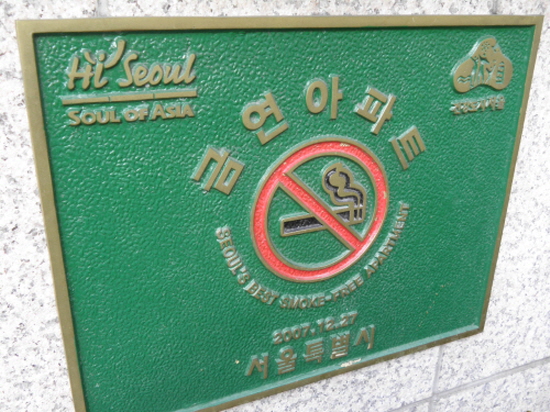 Hi Seoul
SOUL OF ASIA
금연아파트
SEOUL'S BEST SMOKE-FREE APARTMENT
2007.12.27
서울특별시